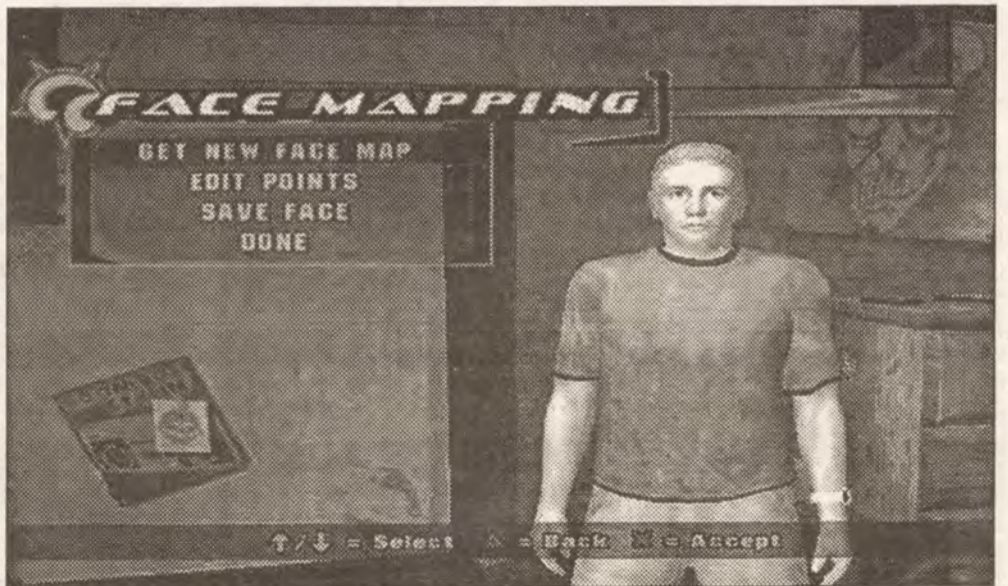 FACE MAPPING
GET NEW FACE MAP
EDIT POINTS
SAVE FACE
DONE
↑/↓ = Select △ = Back ✕ = Accept